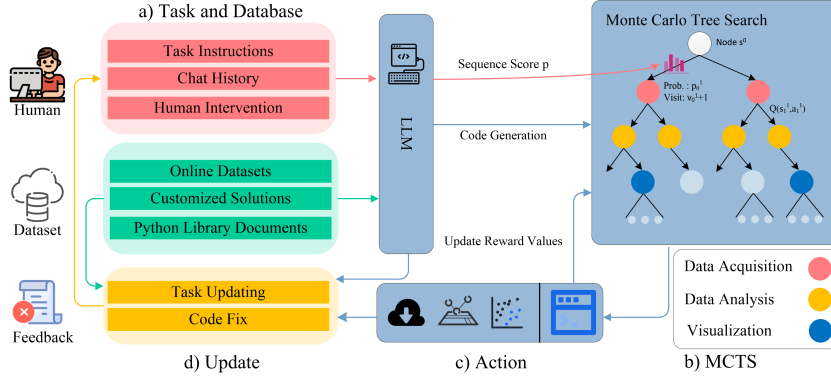 a) Task and Database
Monte Carlo Tree Search
Node s⁰
Task Instructions
Chat History
Human Intervention
Human
Sequence Score p
Prob. : p₀¹
Visit: v₀¹+1
Q(s₁¹,a₁¹)
LLM
Code Generation
Online Datasets
Customized Solutions
Python Library Documents
Dataset
Update Reward Values
Task Updating
Code Fix
Feedback
Data Acquisition
Data Analysis
Visualization
d) Update
c) Action
b) MCTS